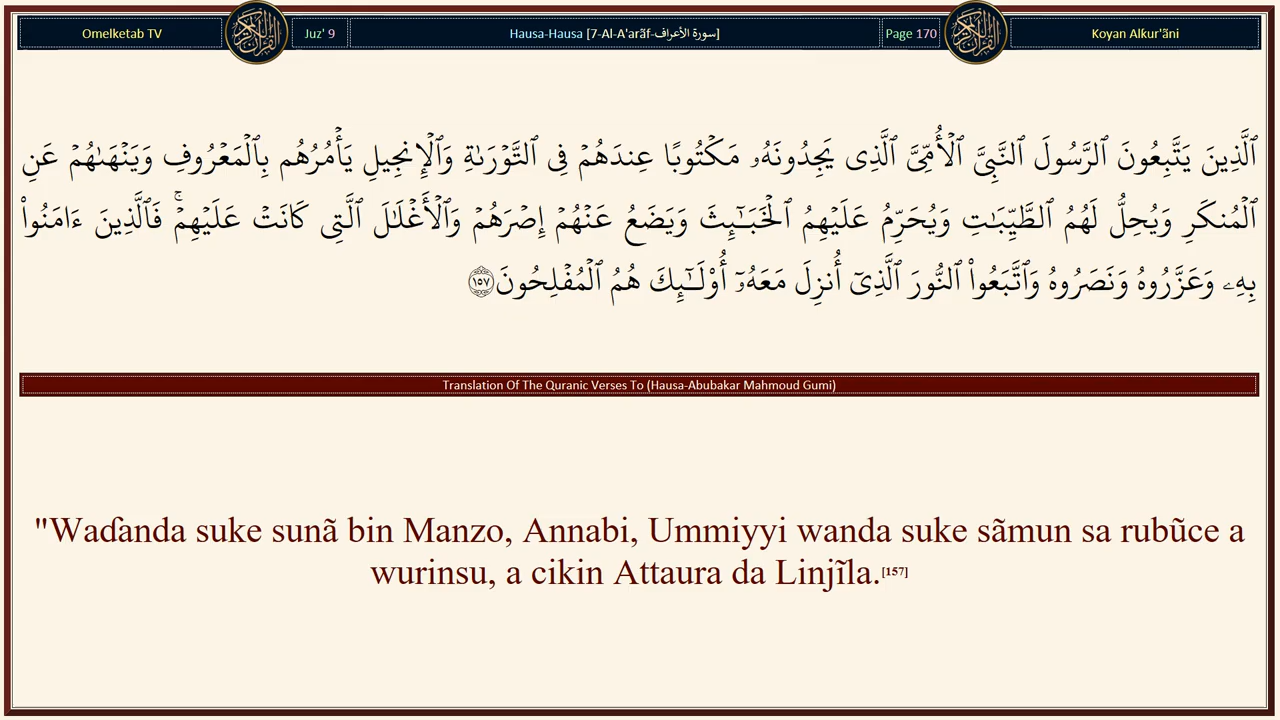 Omelketab TV
Juz' 9
Hausa-Hausa [7-Al-A'arãf-سورة الأعراف]
Page 170
Koyan Alƙur'ãni
ٱلَّذِينَ يَتَّبِعُونَ ٱلرَّسُولَ ٱلنَّبِىَّ ٱلْأُمِّىَّ ٱلَّذِى يَجِدُونَهُۥ مَكْتُوبًا عِندَهُمْ فِى ٱلتَّوْرَىٰةِ وَٱلْإِنجِيلِ يَأْمُرُهُم بِٱلْمَعْرُوفِ وَيَنْهَىٰهُمْ عَنِ
ٱلْمُنكَرِ وَيُحِلُّ لَهُمُ ٱلطَّيِّبَـٰتِ وَيُحَرِّمُ عَلَيْهِمُ ٱلْخَبَـٰٓئِثَ وَيَضَعُ عَنْهُمْ إِصْرَهُمْ وَٱلْأَغْلَـٰلَ ٱلَّتِى كَانَتْ عَلَيْهِمْ ۚ فَٱلَّذِينَ ءَامَنُوا۟
بِهِۦ وَعَزَّرُوهُ وَنَصَرُوهُ وَٱتَّبَعُوا۟ ٱلنُّورَ ٱلَّذِىٓ أُنزِلَ مَعَهُۥٓ أُو۟لَـٰٓئِكَ هُمُ ٱلْمُفْلِحُونَ ١٥٧
Translation Of The Quranic Verses To (Hausa-Abubakar Mahmoud Gumi)
"Waɗanda suke sunã bin Manzo, Annabi, Ummiyyi wanda suke sãmun sa rubũce a
wurinsu, a cikin Attaura da Linjĩla.[157]